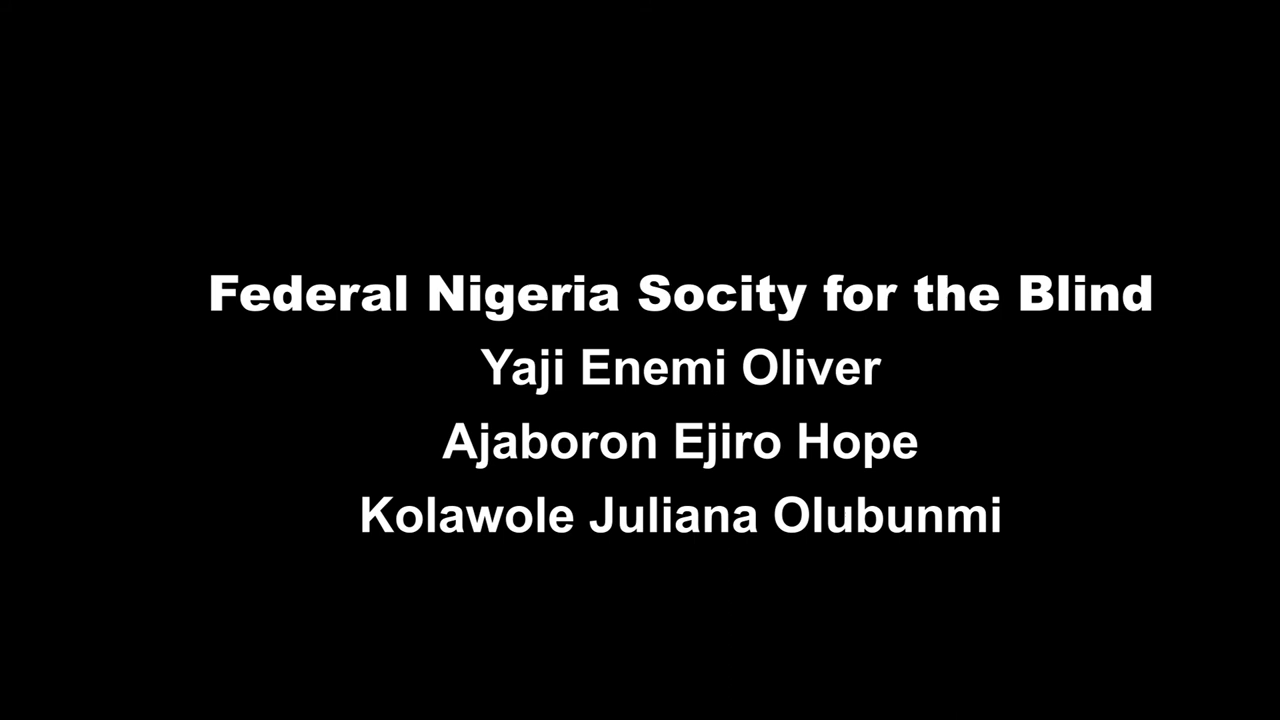 Federal Nigeria Socity for the Blind
Yaji Enemi Oliver
Ajaboron Ejiro Hope
Kolawole Juliana Olubunmi